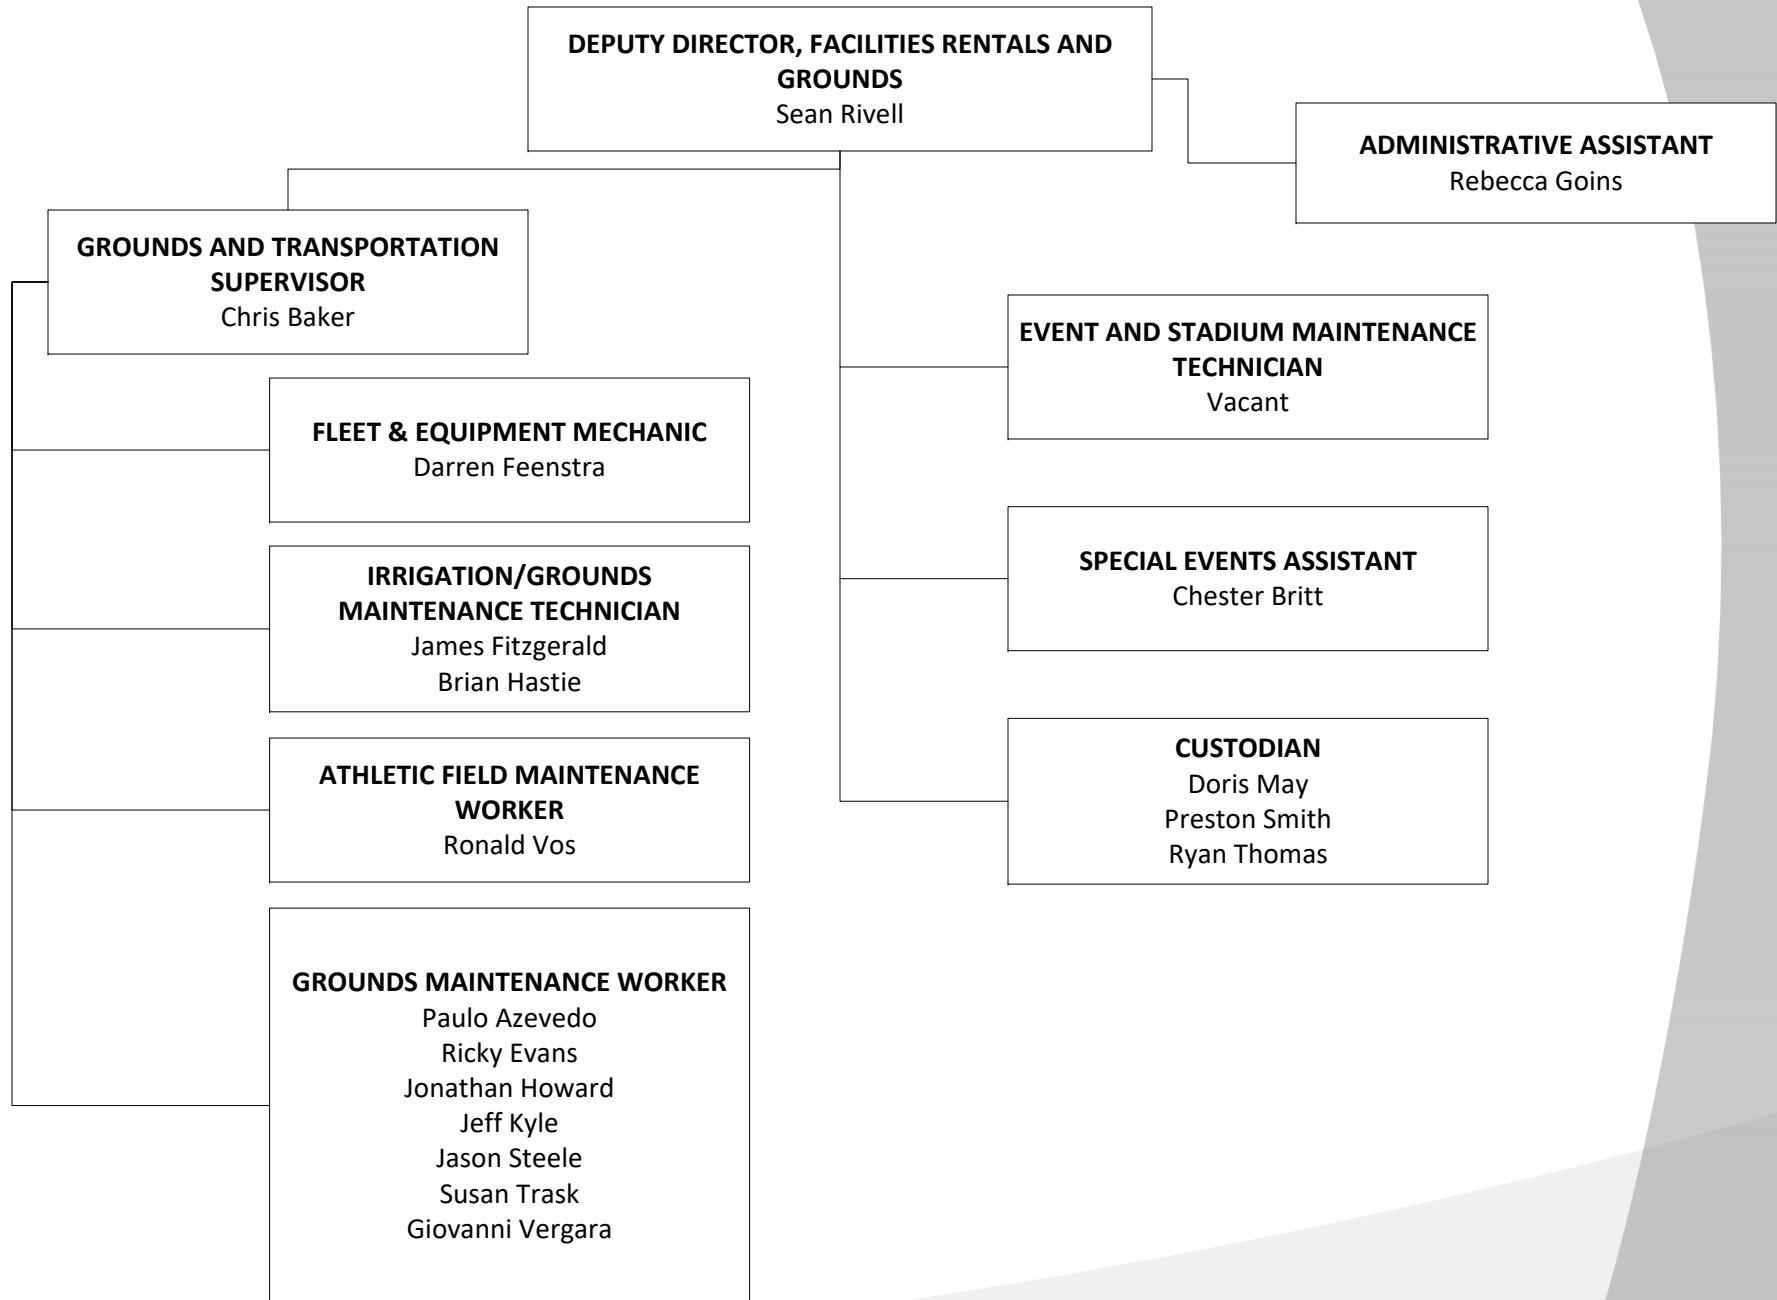 DEPUTY DIRECTOR, FACILITIES RENTALS AND
GROUNDS
Sean Rivell
ADMINISTRATIVE ASSISTANT
Rebecca Goins
GROUNDS AND TRANSPORTATION
SUPERVISOR
Chris Baker
FLEET & EQUIPMENT MECHANIC
Darren Feenstra
IRRIGATION/GROUNDS
MAINTENANCE TECHNICIAN
James Fitzgerald
Brian Hastie
ATHLETIC FIELD MAINTENANCE
WORKER
Ronald Vos
GROUNDS MAINTENANCE WORKER
Paulo Azevedo
Ricky Evans
Jonathan Howard
Jeff Kyle
Jason Steele
Susan Trask
Giovanni Vergara
EVENT AND STADIUM MAINTENANCE
TECHNICIAN
Vacant
SPECIAL EVENTS ASSISTANT
Chester Britt
CUSTODIAN
Doris May
Preston Smith
Ryan Thomas